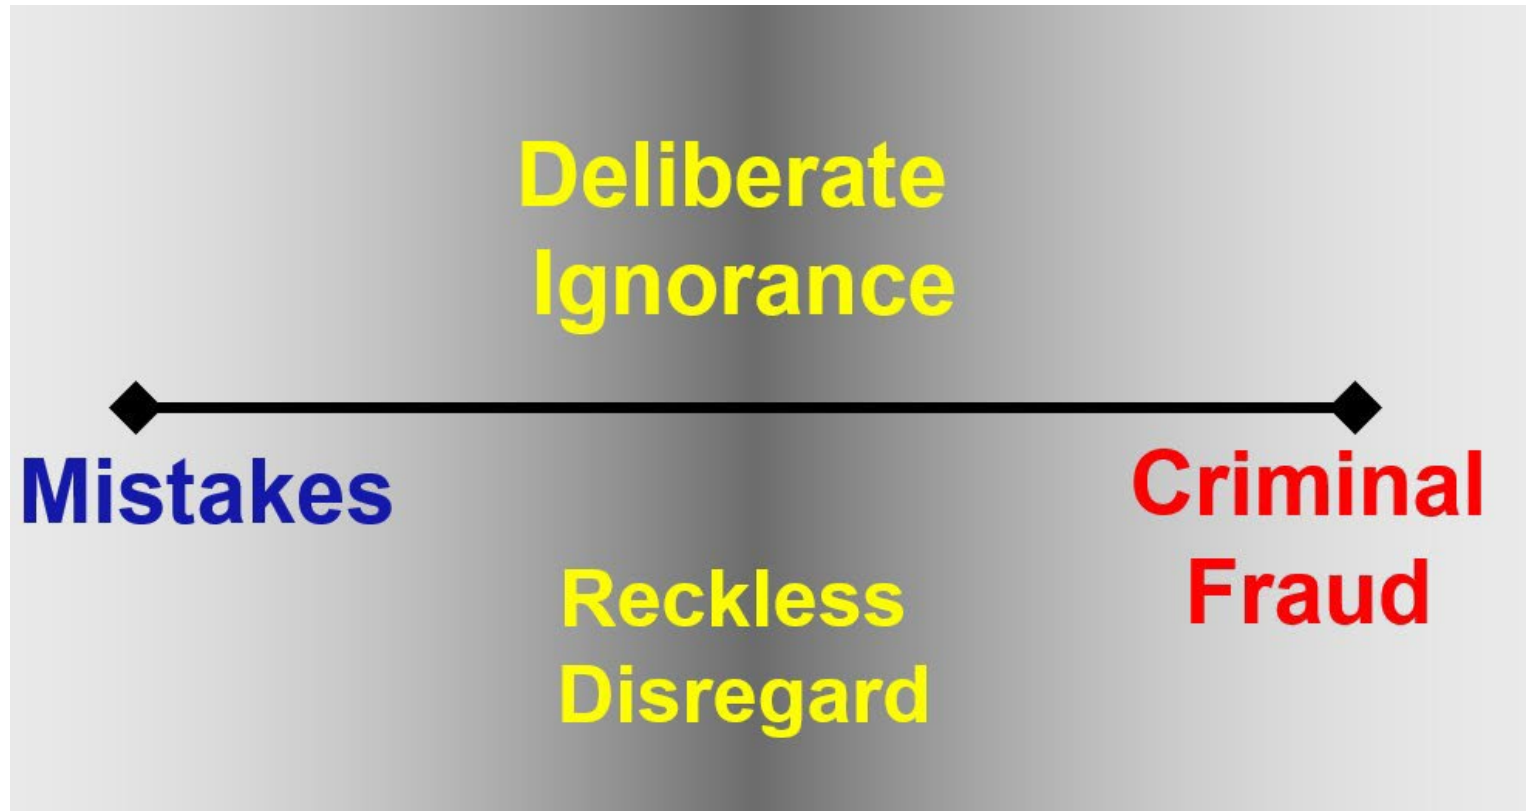 Deliberate
Ignorance
Mistakes
Criminal
Fraud
Reckless
Disregard